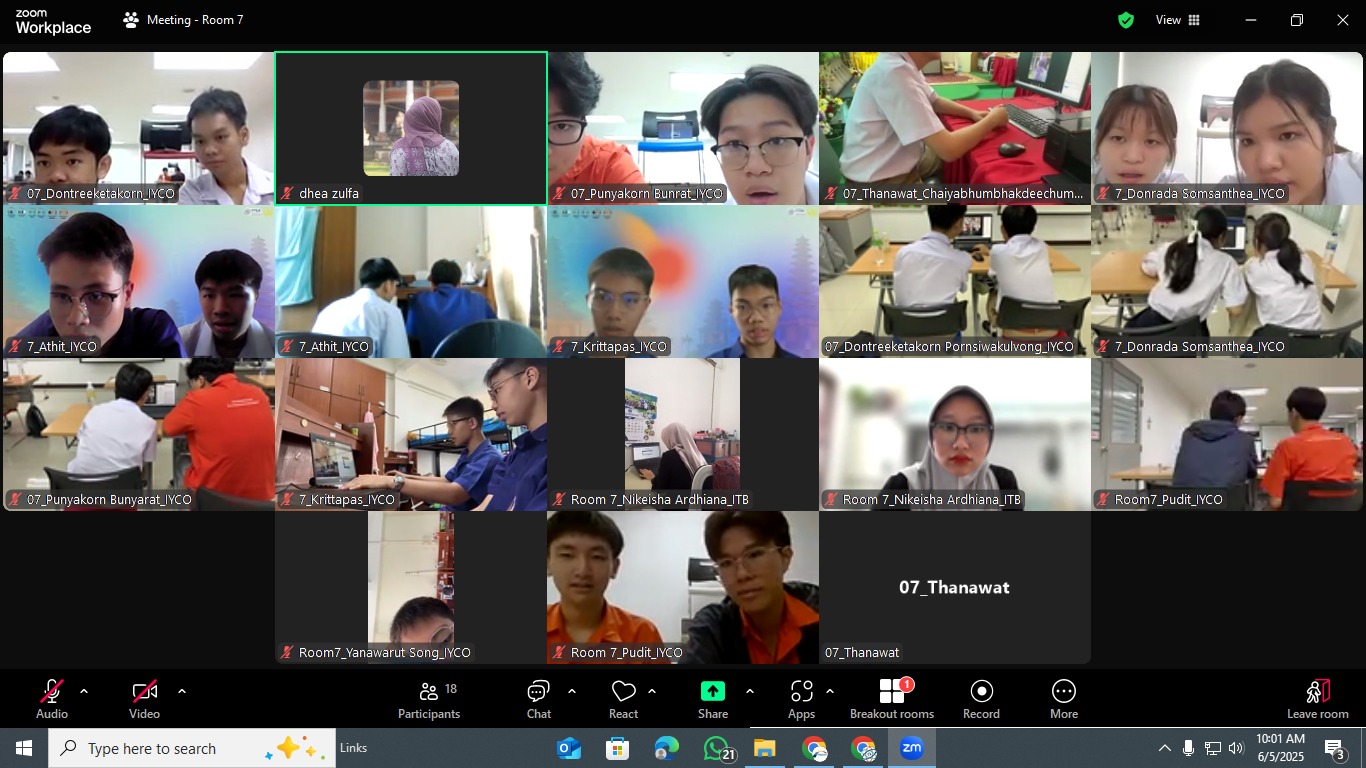 zoom
Workplace
Meeting - Room 7
View
07_Dontreeketakorn_IYCO
dhea zulfa
07_Punyakorn Bunrat_IYCO
07_Thanawat_Chaiyabhumbhakdeechum...
7_Donrada Somsanthea_IYCO
7_Athit_IYCO
7_Athit_IYCO
7_Krittapas_IYCO
07_Dontreeketakorn Pornsiwakulvong_IYCO
7_Donrada Somsanthea_IYCO
07_Punyakorn Bunyarat_IYCO
7_Krittapas_IYCO
Room 7_Nikeisha Ardhiana_ITB
Room 7_Nikeisha Ardhiana_ITB
Room7_Pudit_IYCO
Room7_Yanawarut Song_IYCO
Room 7_Pudit_IYCO
07_Thanawat
07_Thanawat
Audio
Video
Participants
18
Chat
React
Share
Apps
Breakout rooms
1
Record
More
Leave room
Type here to search
Links
21
zm
10:01 AM
6/5/2025
3